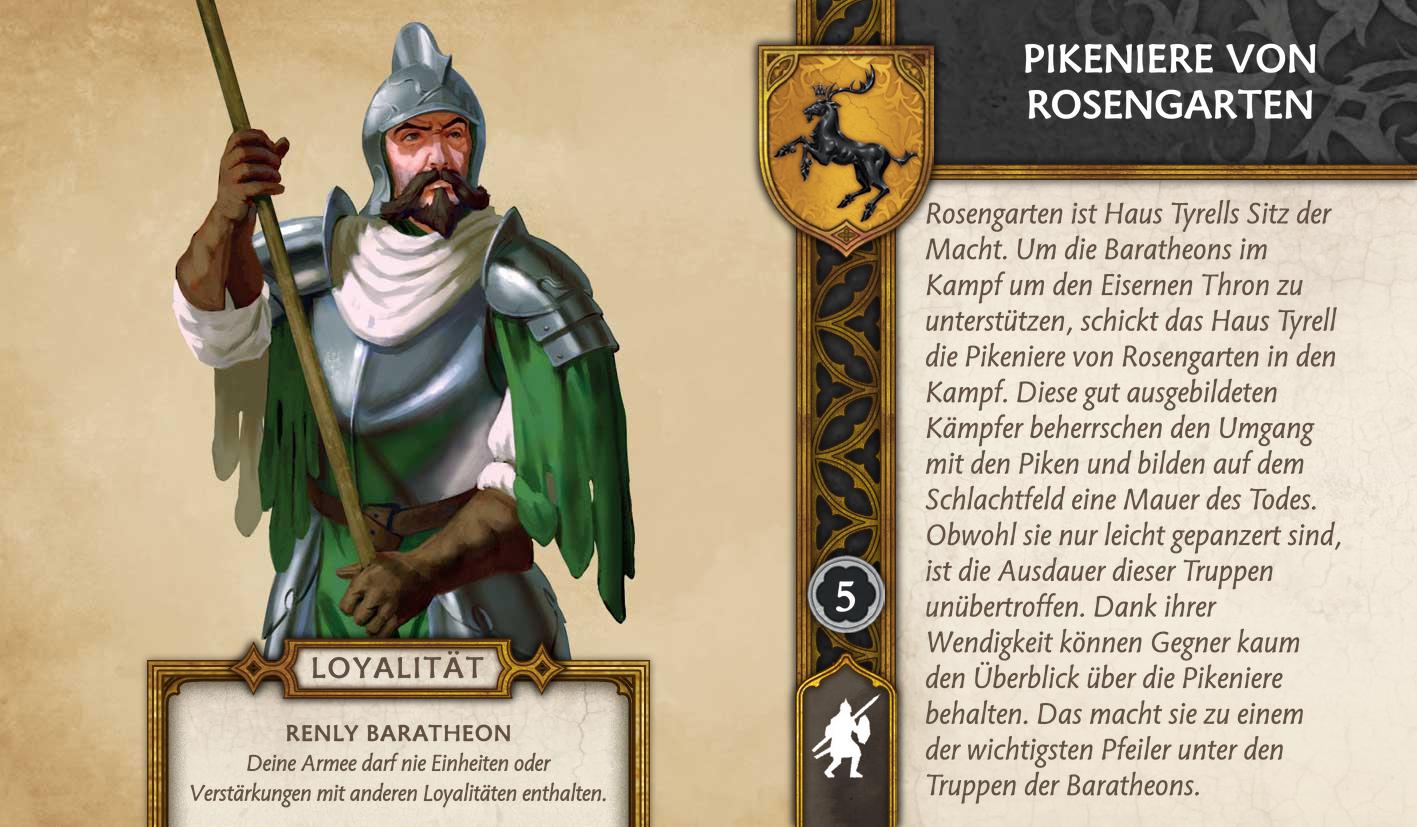 PIKENIERE VON
ROSENGARTEN
Rosengarten ist Haus Tyrells Sitz der
Macht. Um die Baratheons im
Kampf um den Eisernen Thron zu
unterstützen, schickt das Haus Tyrell
die Pikeniere von Rosengarten in den
Kampf. Diese gut ausgebildeten
Kämpfer beherrschen den Umgang
mit den Piken und bilden auf dem
Schlachtfeld eine Mauer des Todes.
Obwohl sie nur leicht gepanzert sind,
ist die Ausdauer dieser Truppen
unübertroffen. Dank ihrer
Wendigkeit können Gegner kaum
den Überblick über die Pikeniere
behalten. Das macht sie zu einem
der wichtigsten Pfeiler unter den
Truppen der Baratheons.
5
LOYALITÄT
RENLY BARATHEON
Deine Armee darf nie Einheiten oder
Verstärkungen mit anderen Loyalitäten enthalten.